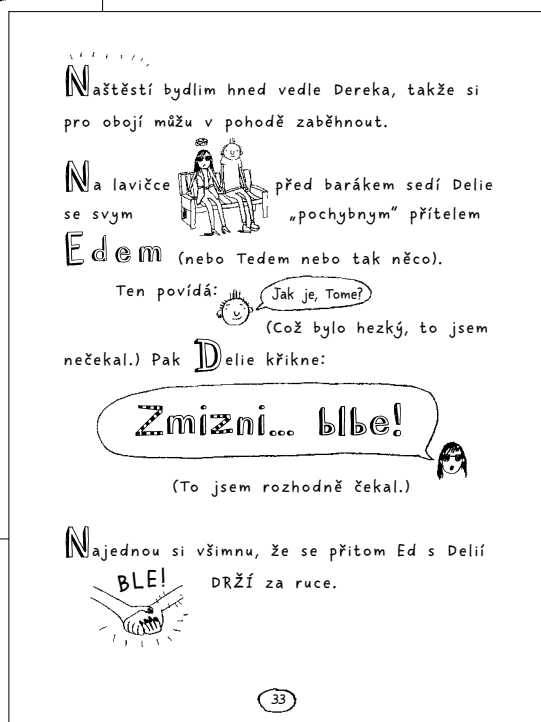 Naštěstí bydlim hned vedle Dereka, takže si
pro obojí můžu v pohodě zaběhnout.
Na lavičce před barákem sedí Delie
se svym „pochybnym“ přítelem
Edem (nebo Tedem nebo tak něco).
Ten povídá: Jak je, Tome?
(Což bylo hezký, to jsem
nečekal.) Pak Delie křikne:
Zmizni... blbe!
(To jsem rozhodně čekal.)
Najednou si všimnu, že se přitom Ed s Delií
BLE! DRŽÍ za ruce.
33